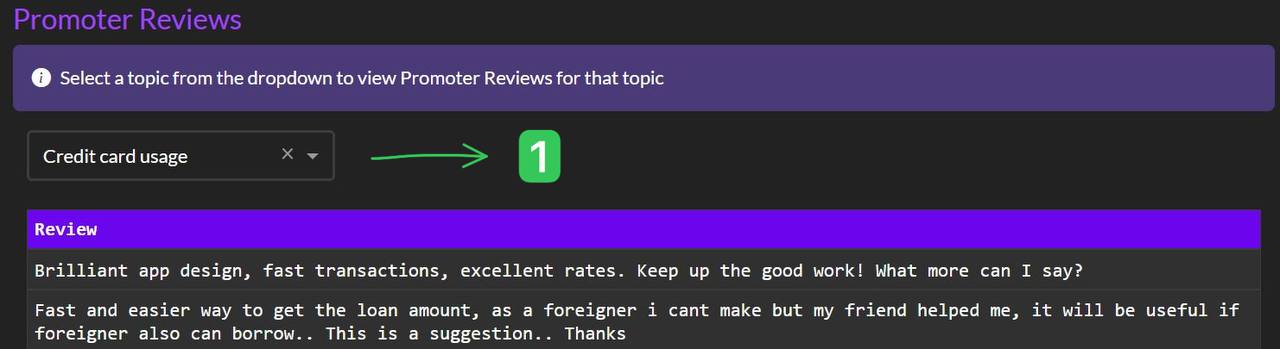 Promoter Reviews
Select a topic from the dropdown to view Promoter Reviews for that topic
Credit card usage
1
Review
Brilliant app design, fast transactions, excellent rates. Keep up the good work! What more can I say?
Fast and easier way to get the loan amount, as a foreigner i cant make but my friend helped me, it will be useful if
foreigner also can borrow.. This is a suggestion.. Thanks